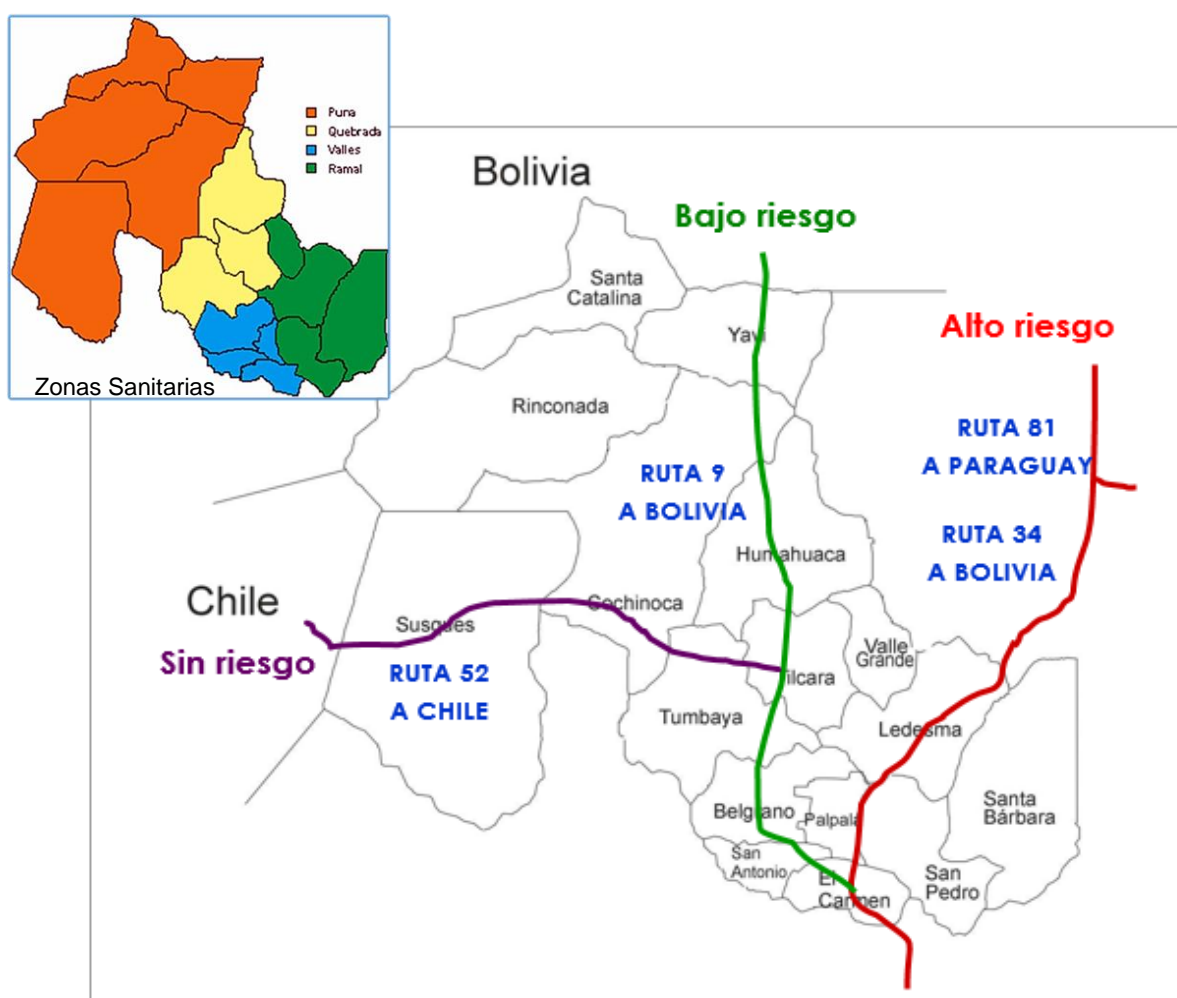 Puna
Quebrada
Valles
Ramal
Zonas Sanitarias
Bolivia
Bajo riesgo
Santa
Catalina
Yavi
Alto riesgo
Rinconada
RUTA 81
A PARAGUAY
RUTA 9
A BOLIVIA
RUTA 34
A BOLIVIA
Humahuaca
Chile
Cochinoca
Susques
Sin riesgo
RUTA 52
A CHILE
Valle
Grande
Tilcara
Tumbaya
Ledesma
Belgrano
Palpalá
Santa
Bárbara
San
Antonio
El
Carmen
San
Pedro